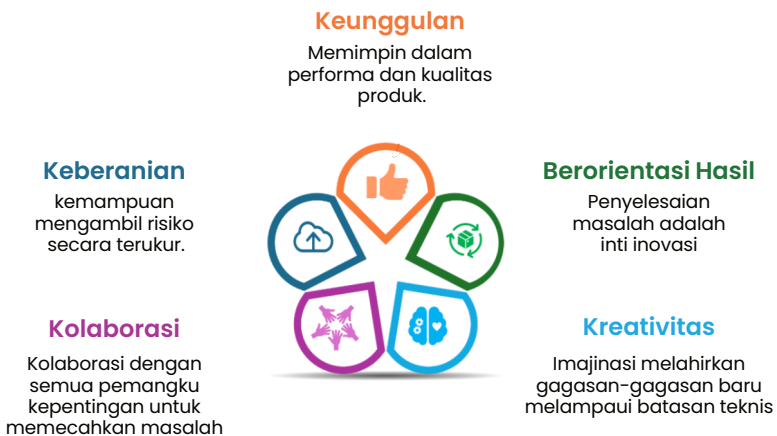 Keunggulan
Memimpin dalam
performa dan kualitas
produk.
Keberanian
kemampuan
mengambil risiko
secara terukur.
Berorientasi Hasil
Penyelesaian
masalah adalah
inti inovasi
Kolaborasi
Kolaborasi dengan
semua pemangku
kepentingan untuk
memecahkan masalah
Kreativitas
Imajinasi melahirkan
gagasan-gagasan baru
melampaui batasan teknis